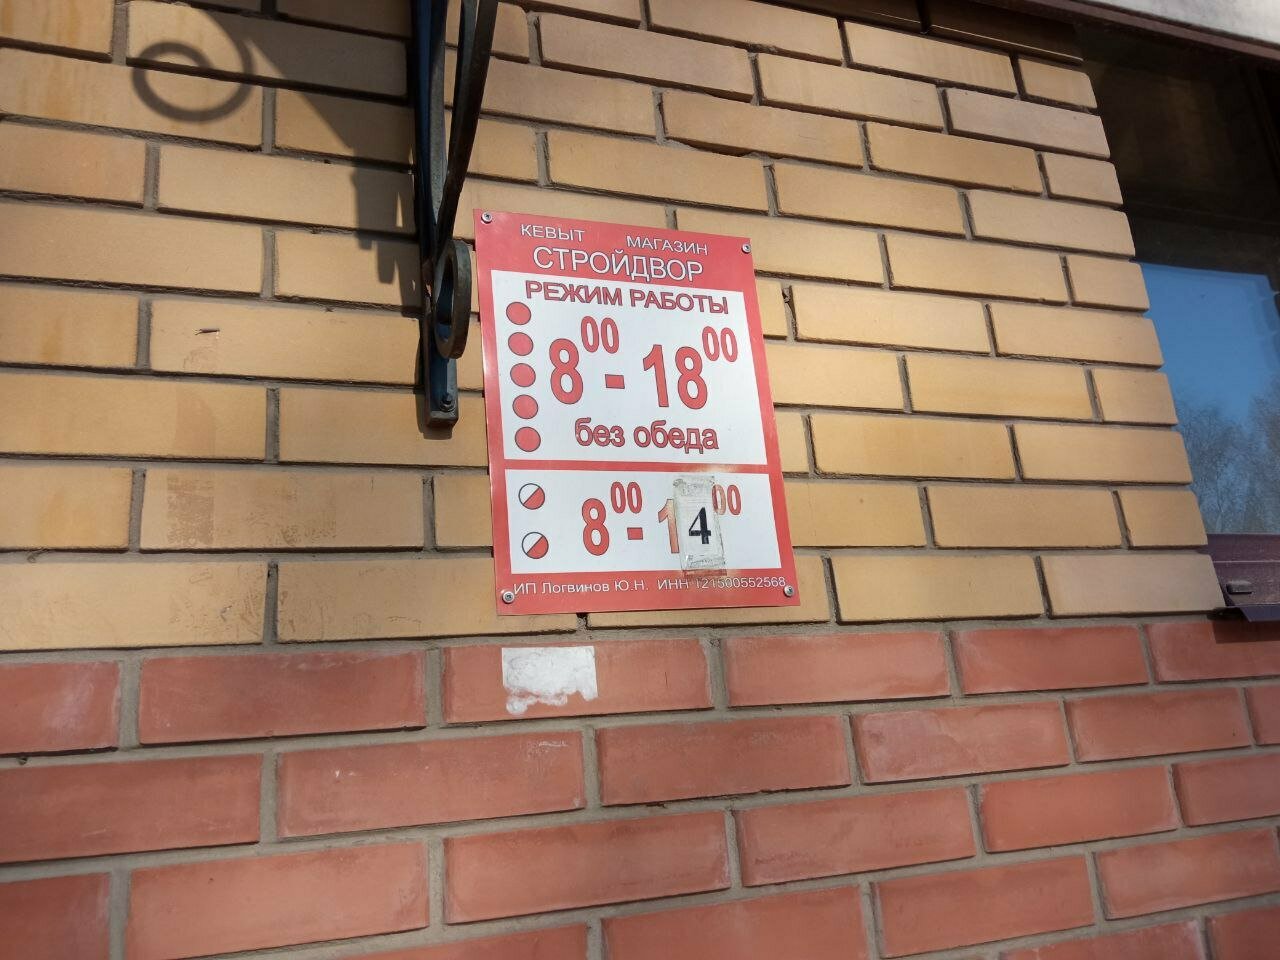 КЕВЫТ МАГАЗИН
СТРОЙДВОР
РЕЖИМ РАБОТЫ
800 - 1800
без обеда
800 - 1400
ИП Логвинов Ю.Н. ИНН 121500552568